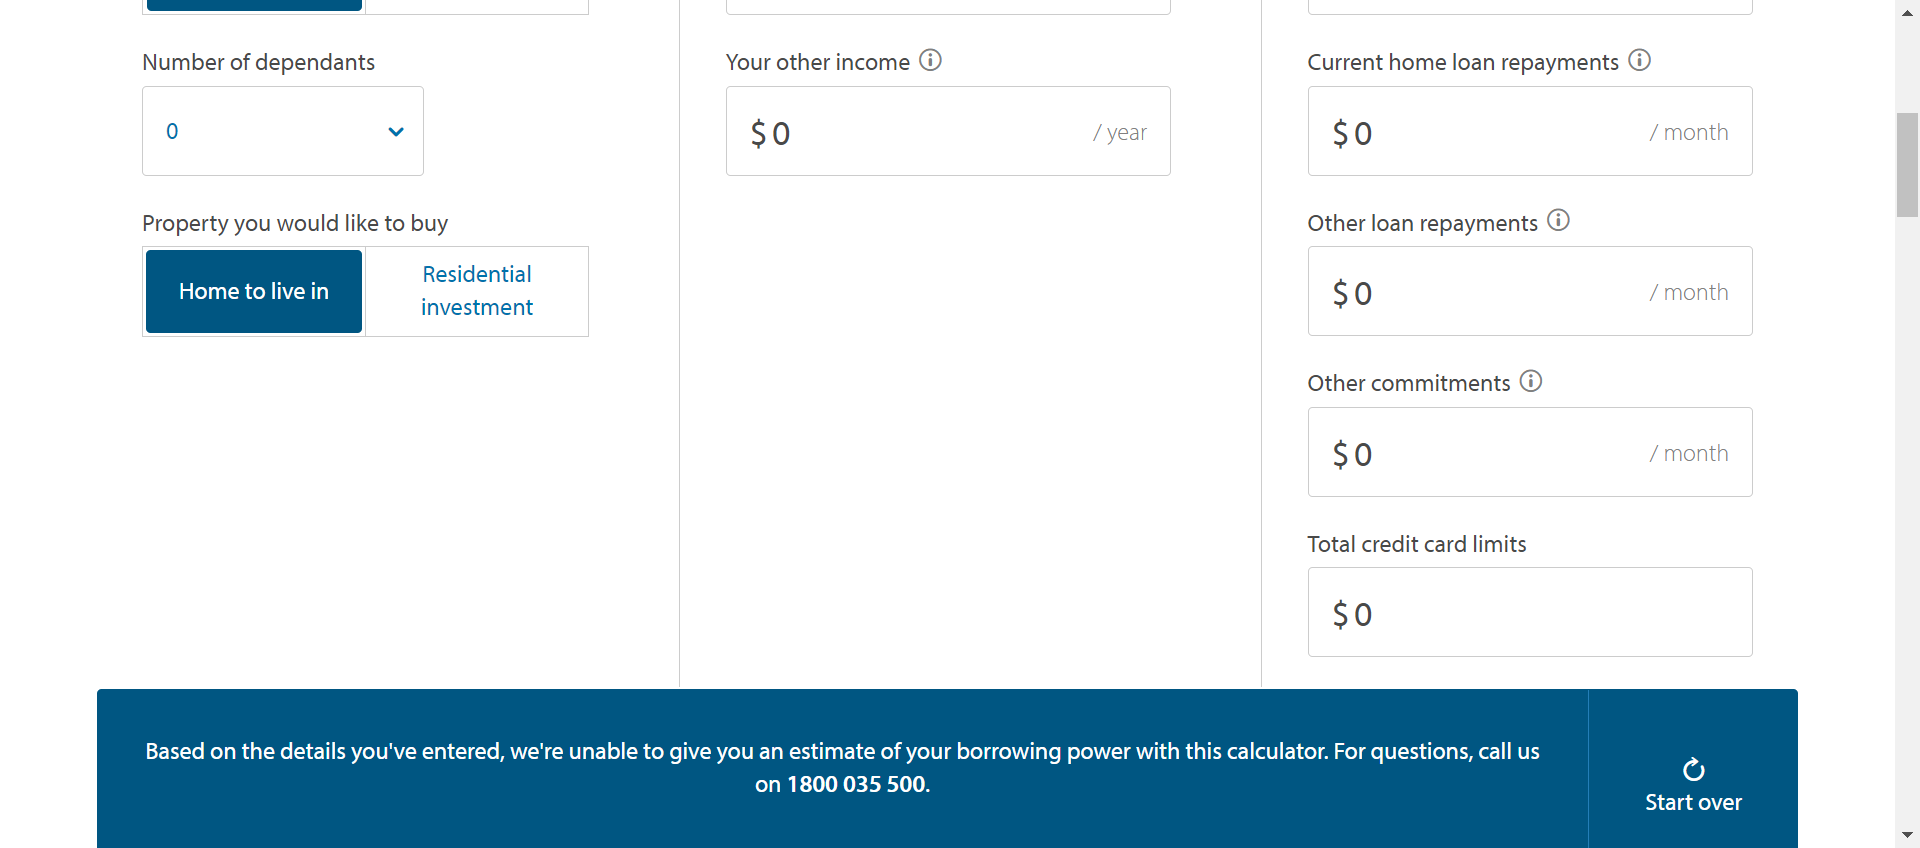 Number of dependants
0
Property you would like to buy
Home to live in
Residential
investment
Your other income
$ 0 / year
Current home loan repayments
$ 0 / month
Other loan repayments
$ 0 / month
Other commitments
$ 0 / month
Total credit card limits
$ 0
Based on the details you've entered, we're unable to give you an estimate of your borrowing power with this calculator. For questions, call us
on 1800 035 500.
Start over